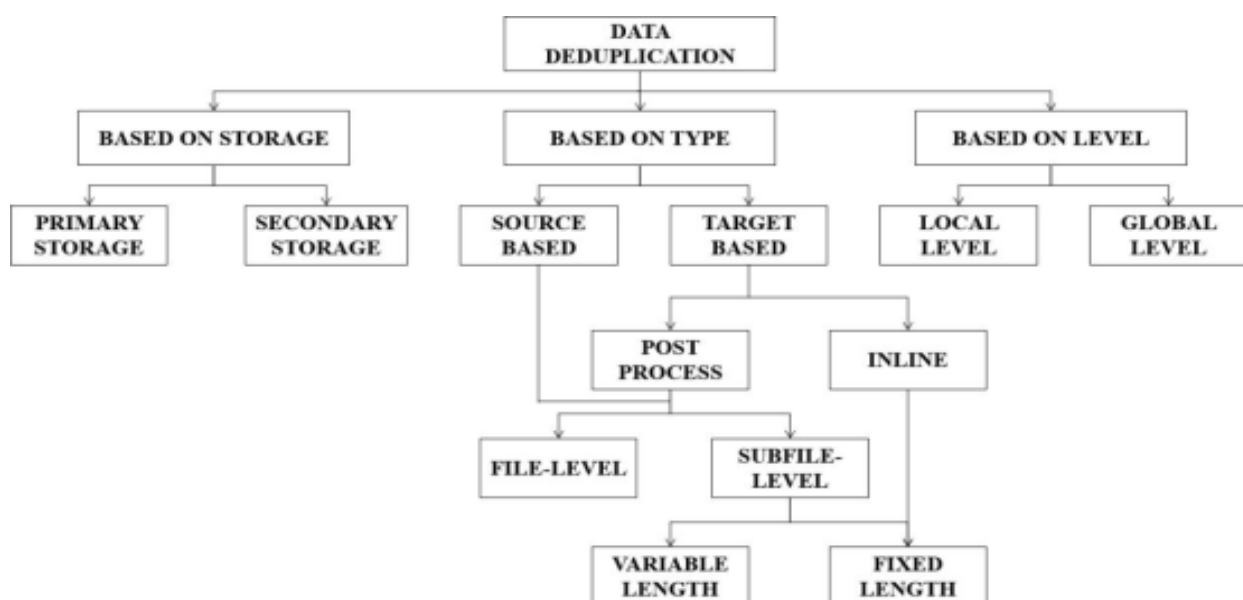 DATA
DEDUPLICATION
BASED ON STORAGE
BASED ON TYPE
BASED ON LEVEL
PRIMARY
STORAGE
SECONDARY
STORAGE
SOURCE
BASED
TARGET
BASED
LOCAL
LEVEL
GLOBAL
LEVEL
POST
PROCESS
INLINE
FILE-LEVEL
SUBFILE-
LEVEL
VARIABLE
LENGTH
FIXED
LENGTH